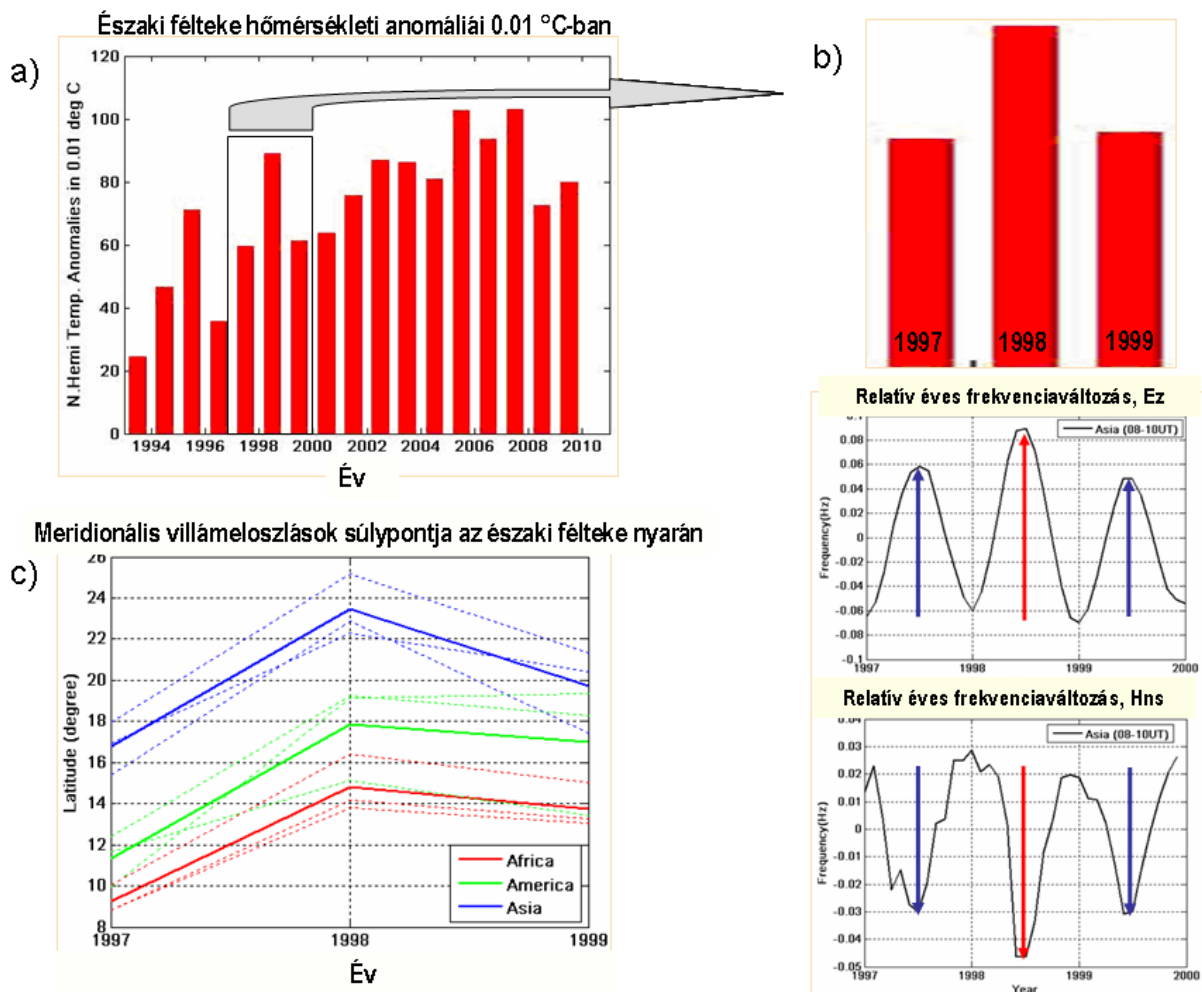 Északi félteke hőmérsékleti anomáliái 0.01 °C-ban
a)
N.Hemi Temp. Anomalies in 0.01 deg C
120
100
80
60
40
20
0
1994 1996 1998 2000 2002 2004 2006 2008 2010
Év
b)
1997 1998 1999
Relatív éves frekvenciaváltozás, Ez
Asia (08-10UT)
Frequency(Hz)
0.1
0.08
0.06
0.04
0.02
0
-0.02
-0.04
-0.06
-0.08
-0.1
1997 1998 1999 2000
Relatív éves frekvenciaváltozás, Hns
Asia (08-10UT)
Frequency(Hz)
0.04
0.03
0.02
0.01
0
-0.01
-0.02
-0.03
-0.04
-0.05
1997 1998 1999 2000
Year
Meridionális villámeloszlások súlypontja az északi félteke nyarán
c)
Latitude (degree)
26
24
22
20
18
16
14
12
10
8
Africa
America
Asia
1997 1998 1999
Év